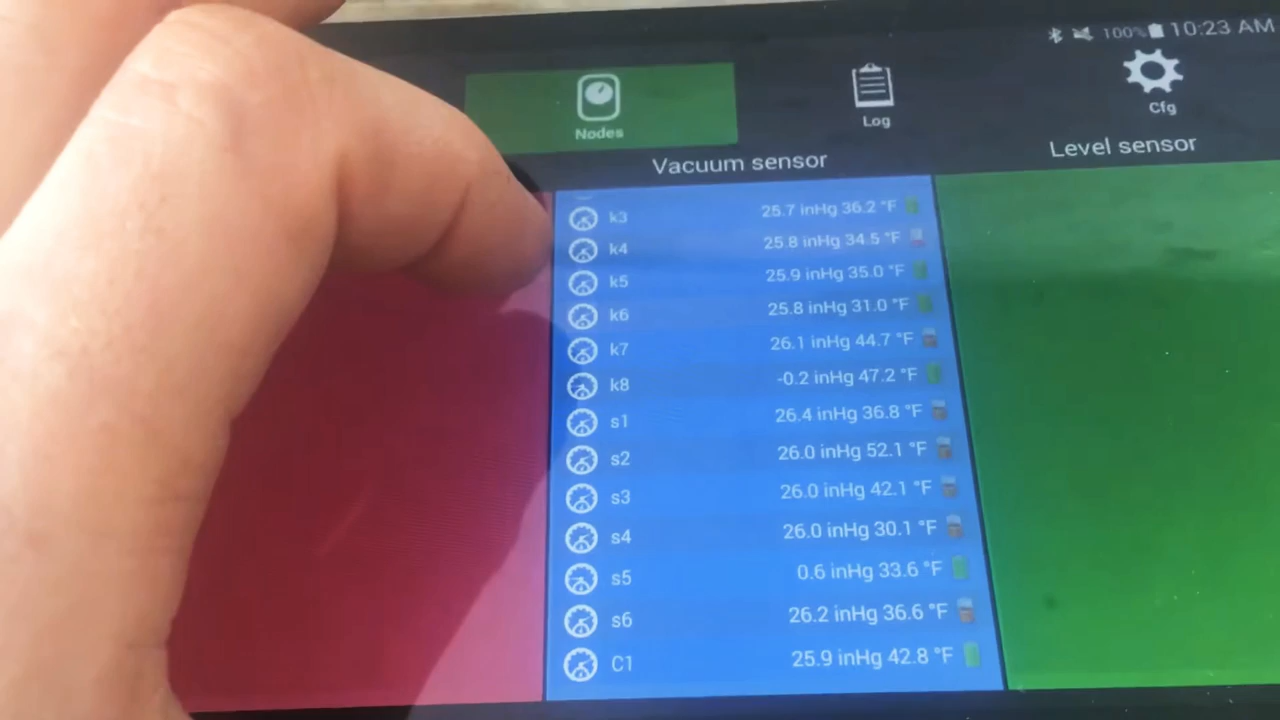 100% 10:23 AM
Nodes
Log
Cfg
Vacuum sensor
Level sensor
k3 25.7 inHg 36.2 °F
k4 25.8 inHg 34.5 °F
k5 25.9 inHg 35.0 °F
k6 25.8 inHg 31.0 °F
k7 26.1 inHg 44.7 °F
k8 -0.2 inHg 47.2 °F
s1 26.4 inHg 36.8 °F
s2 26.0 inHg 52.1 °F
s3 26.0 inHg 42.1 °F
s4 26.0 inHg 30.1 °F
s5 0.6 inHg 33.6 °F
s6 26.2 inHg 36.6 °F
C1 25.9 inHg 42.8 °F